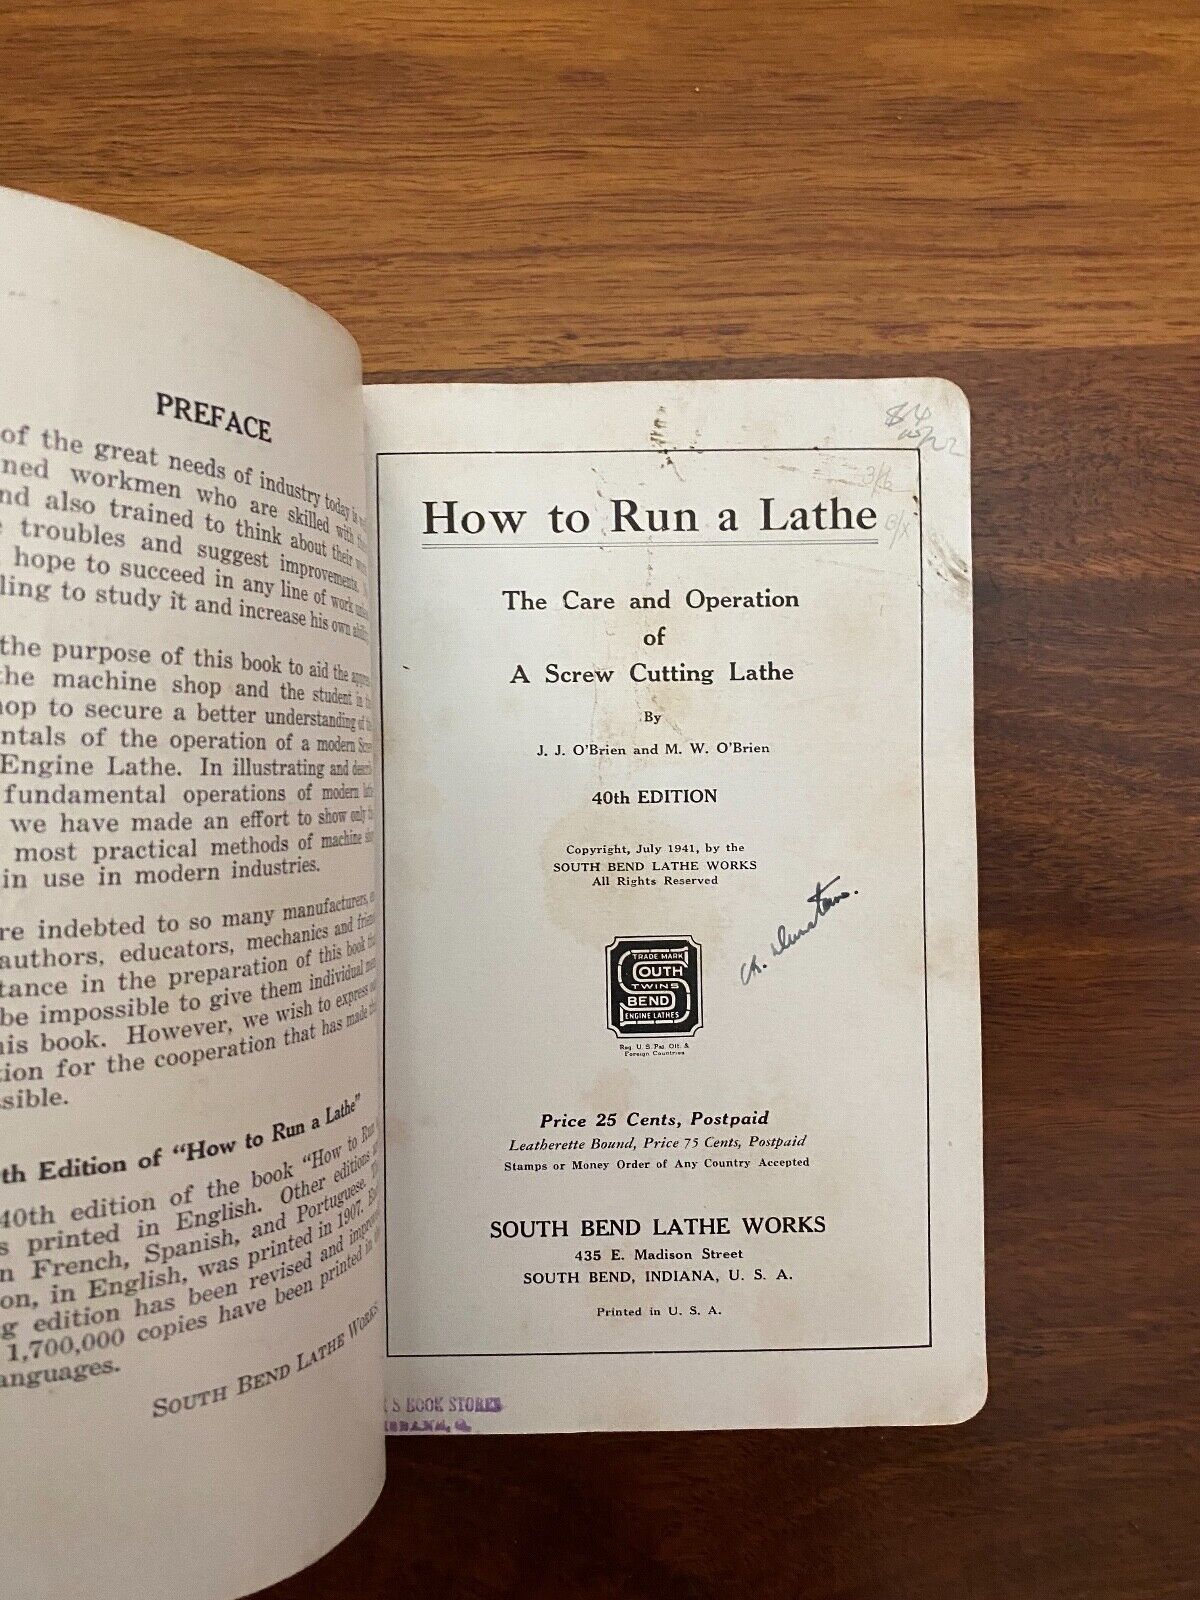 PREFACE
of the great needs of industry today is
ned workmen who are skilled with
nd also trained to think about their
troubles and suggest improvements.
hope to succeed in any line of work
ling to study it and increase his own
the purpose of this book to aid the
the machine shop and the student in
op to secure a better understanding of
ntals of the operation of a modern
Engine Lathe. In illustrating and
fundamental operations of modern
we have made an effort to show only
most practical methods of machine
in use in modern industries.
re indebted to so many manufacturers,
authors, educators, mechanics and
tance in the preparation of this book
be impossible to give them individual
is book. However, we wish to express
tion for the cooperation that has made
ssible.
th Edition of "How to Run a Lathe"
40th edition of the book "How to Run
s printed in English. Other editions
n French, Spanish, and Portuguese.
on, in English, was printed in 1907.
g edition has been revised and
1,700,000 copies have been printed in
anguages.
SOUTH BEND LATHE WORKS
How to Run a Lathe
The Care and Operation
of
A Screw Cutting Lathe
By
J. J. O'Brien and M. W. O'Brien
40th EDITION
Copyright, July 1941, by the
SOUTH BEND LATHE WORKS
All Rights Reserved
TRADE MARK
SOUTH
TWINS
BEND
ENGINE LATHES
Reg. U. S. Pat. Off. &
Foreign Countries
Price 25 Cents, Postpaid
Leatherette Bound, Price 75 Cents, Postpaid
Stamps or Money Order of Any Country Accepted
SOUTH BEND LATHE WORKS
435 E. Madison Street
SOUTH BEND, INDIANA, U. S. A.
Printed in U. S. A.
S BOOK STORES